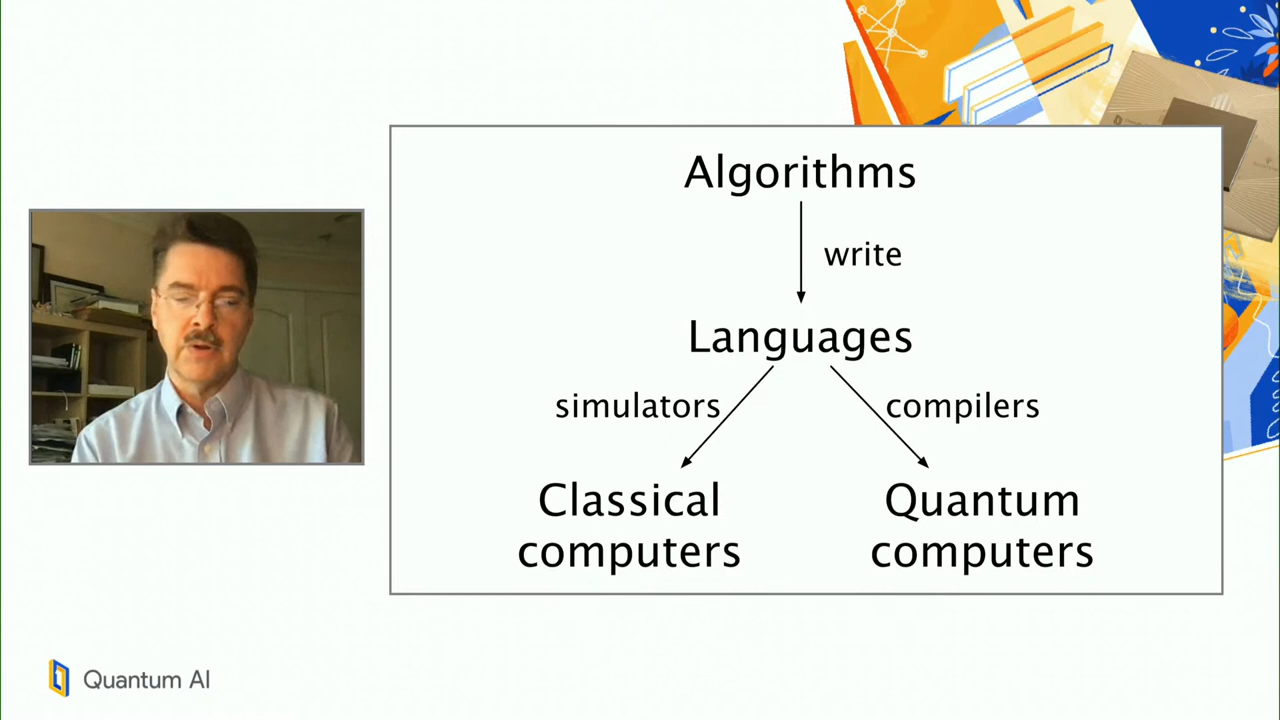 Algorithms
write
Languages
simulators
compilers
Classical
computers
Quantum
computers
Quantum AI